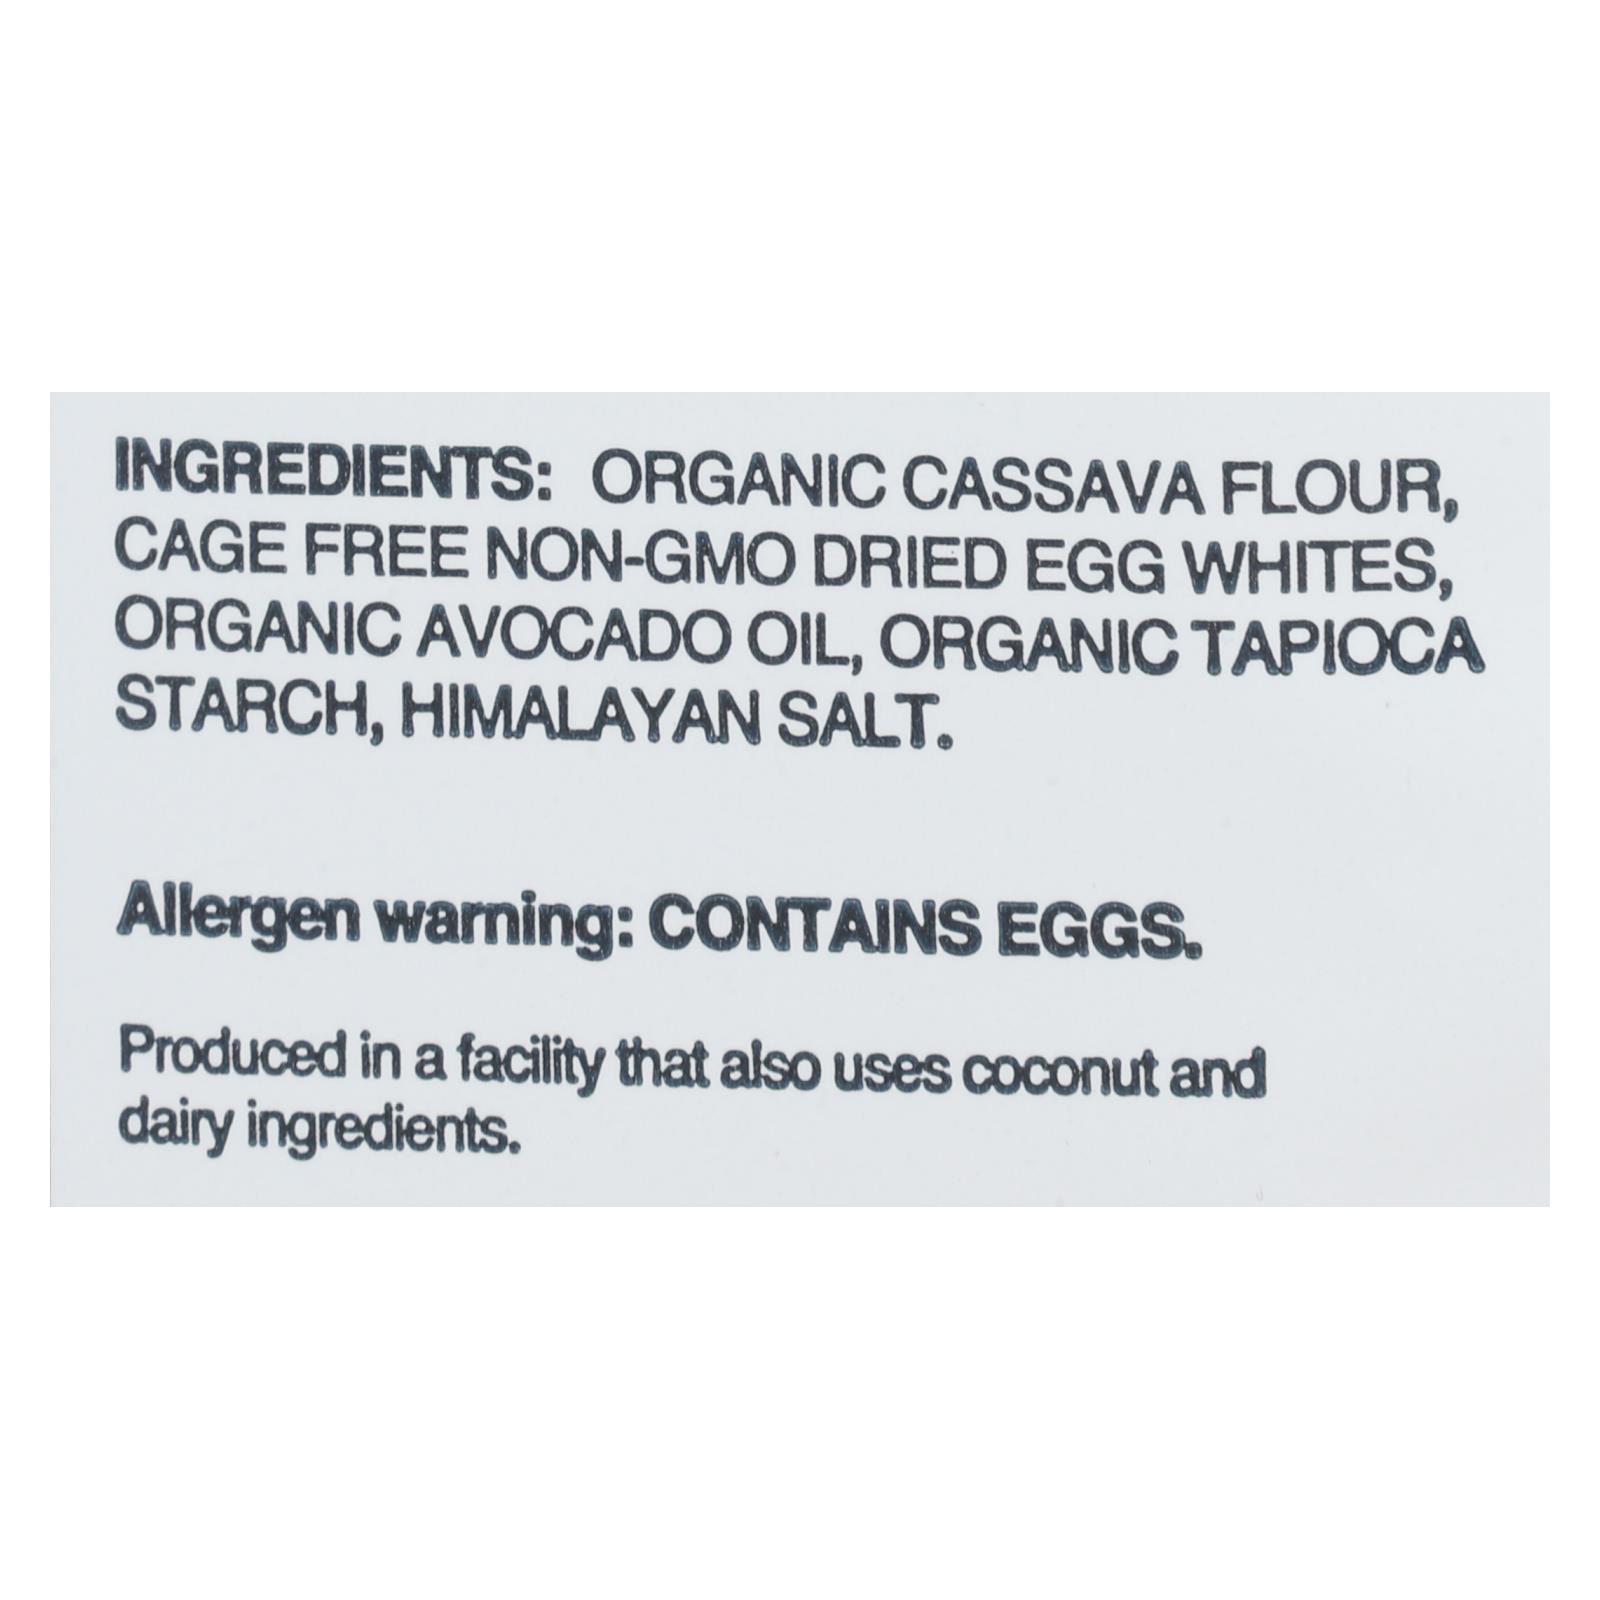 INGREDIENTS: ORGANIC CASSAVA FLOUR,
CAGE FREE NON-GMO DRIED EGG WHITES,
ORGANIC AVOCADO OIL, ORGANIC TAPIOCA
STARCH, HIMALAYAN SALT.
Allergen warning: CONTAINS EGGS.
Produced in a facility that also uses coconut and
dairy ingredients.